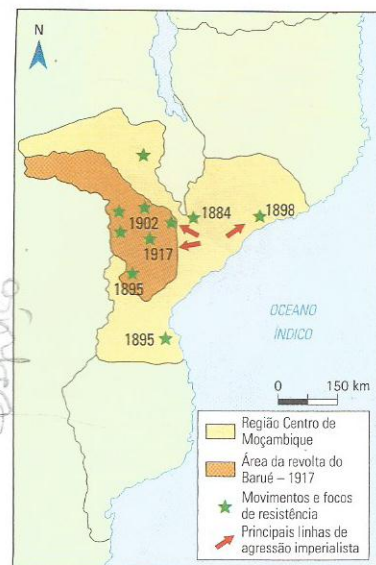 N
1884
1898
1902
1917
1895
1895
OCEANO
ÍNDICO
0 150 km
Região Centro de
Moçambique
Área da revolta do
Barué – 1917
Movimentos e focos
de resistência
Principais linhas de
agressão imperialista